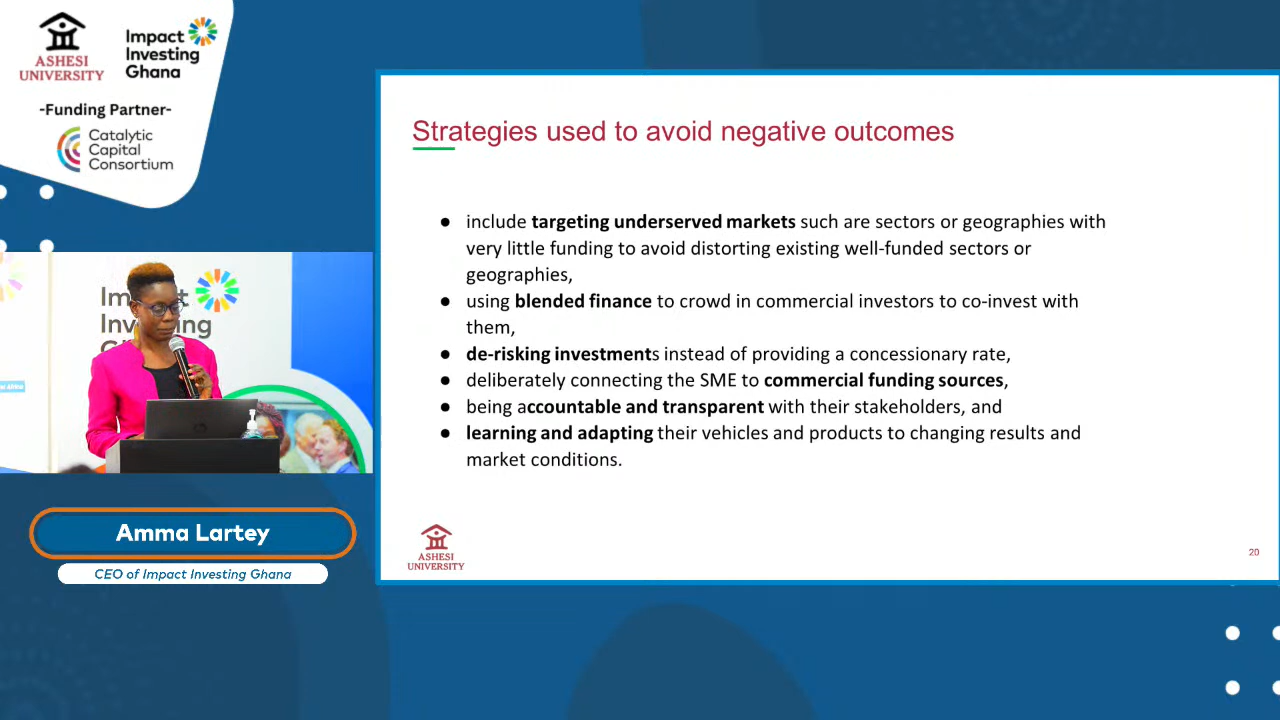 ASHESI
UNIVERSITY
Impact
Investing
Ghana
-Funding Partner-
Catalytic
Capital
Consortium
Strategies used to avoid negative outcomes
● include targeting underserved markets such are sectors or geographies with
very little funding to avoid distorting existing well-funded sectors or
geographies,
● using blended finance to crowd in commercial investors to co-invest with
them,
● de-risking investments instead of providing a concessionary rate,
● deliberately connecting the SME to commercial funding sources,
● being accountable and transparent with their stakeholders, and
● learning and adapting their vehicles and products to changing results and
market conditions.
ASHESI
UNIVERSITY
20
Amma Lartey
CEO of Impact Investing Ghana